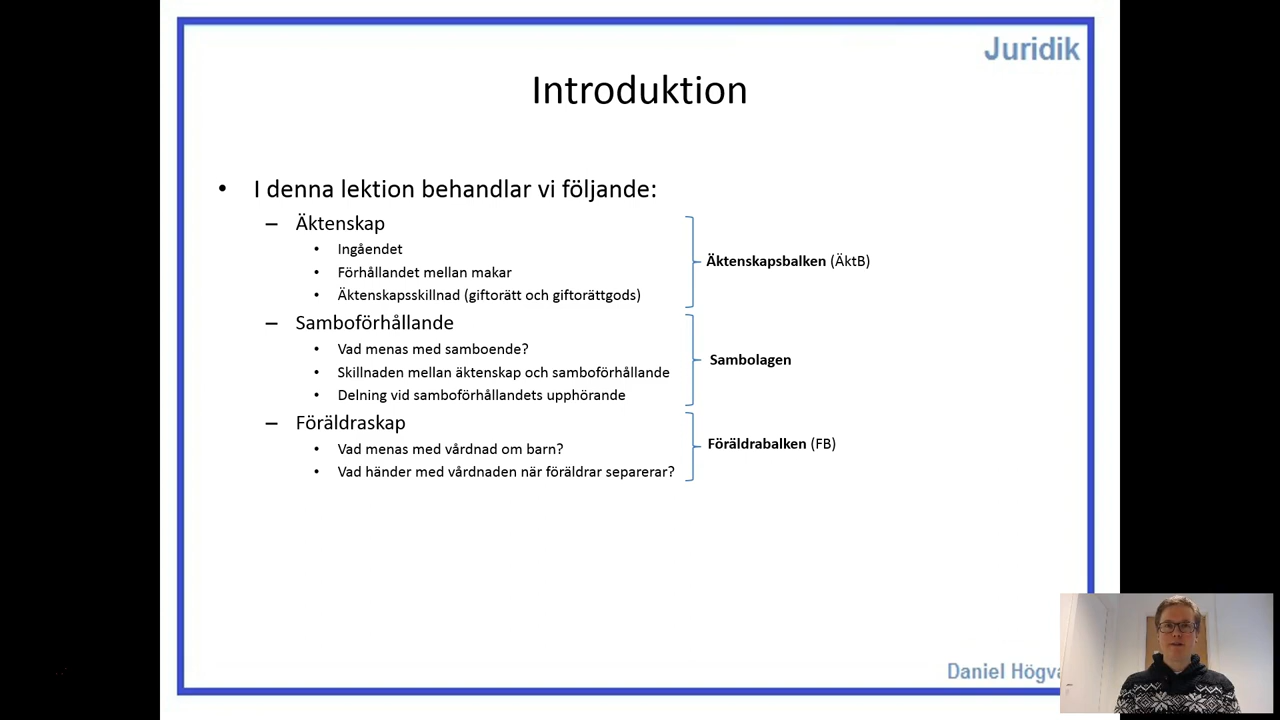 Juridik
Introduktion
• I denna lektion behandlar vi följande:
– Äktenskap
• Ingåendet
• Förhållandet mellan makar
• Äktenskapsskillnad (giftorätt och giftorättgods)
Äktenskapsbalken (ÄktB)
– Samboförhållande
• Vad menas med samboende?
• Skillnaden mellan äktenskap och samboförhållande
• Delning vid samboförhållandets upphörande
Sambolagen
– Föräldraskap
• Vad menas med vårdnad om barn?
• Vad händer med vårdnaden när föräldrar separerar?
Föräldrabalken (FB)
Daniel